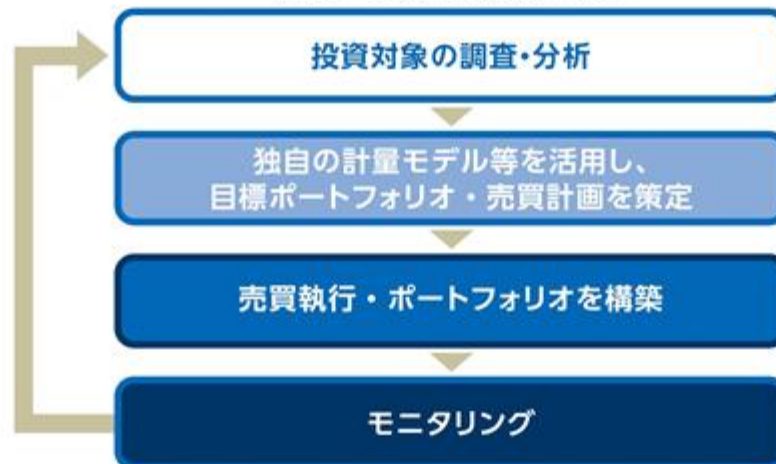 投資対象の調査・分析
独自の計量モデル等を活用し、
目標ポートフォリオ・売買計画を策定
売買執行・ポートフォリオを構築
モニタリング